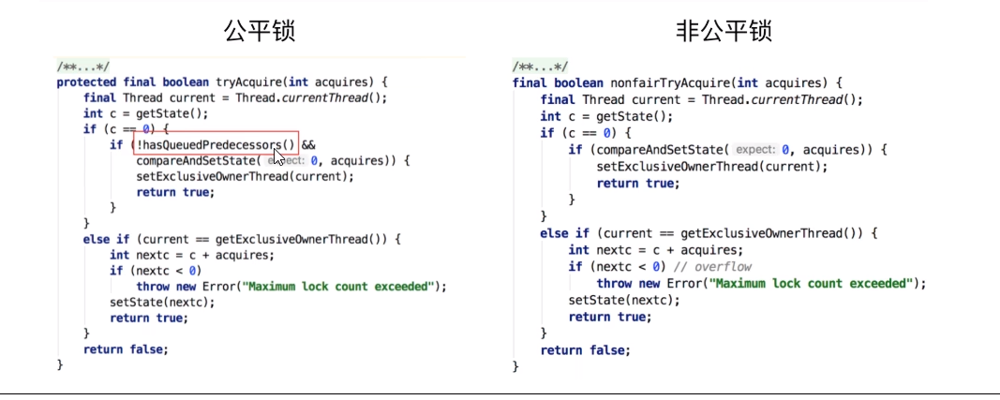 公平锁
/**...*/
protected final boolean tryAcquire(int acquires) {
final Thread current = Thread.currentThread();
int c = getState();
if (c == 0) {
if (!hasQueuedPredecessors() &&
compareAndSetState( expect: 0, acquires)) {
setExclusiveOwnerThread(current);
return true;
}
}
else if (current == getExclusiveOwnerThread()) {
int nextc = c + acquires;
if (nextc < 0)
throw new Error("Maximum lock count exceeded");
setState(nextc);
return true;
}
return false;
}
非公平锁
/**...*/
final boolean nonfairTryAcquire(int acquires) {
final Thread current = Thread.currentThread();
int c = getState();
if (c == 0) {
if (compareAndSetState( expect: 0, acquires)) {
setExclusiveOwnerThread(current);
return true;
}
}
else if (current == getExclusiveOwnerThread()) {
int nextc = c + acquires;
if (nextc < 0) // overflow
throw new Error("Maximum lock count exceeded");
setState(nextc);
return true;
}
return false;
}